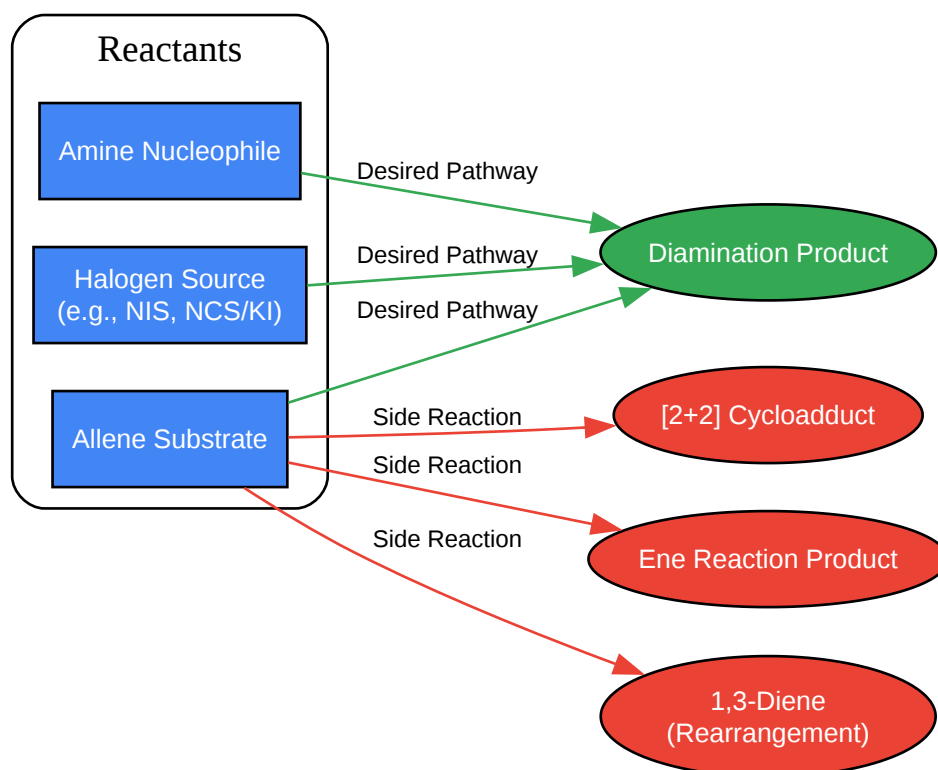 Reactants
Amine Nucleophile
Desired Pathway
Halogen Source
(e.g., NIS, NCS/KI)
Desired Pathway
Diamination Product
Desired Pathway
Allene Substrate
Side Reaction
[2+2] Cycloadduct
Side Reaction
Ene Reaction Product
Side Reaction
1,3-Diene
(Rearrangement)